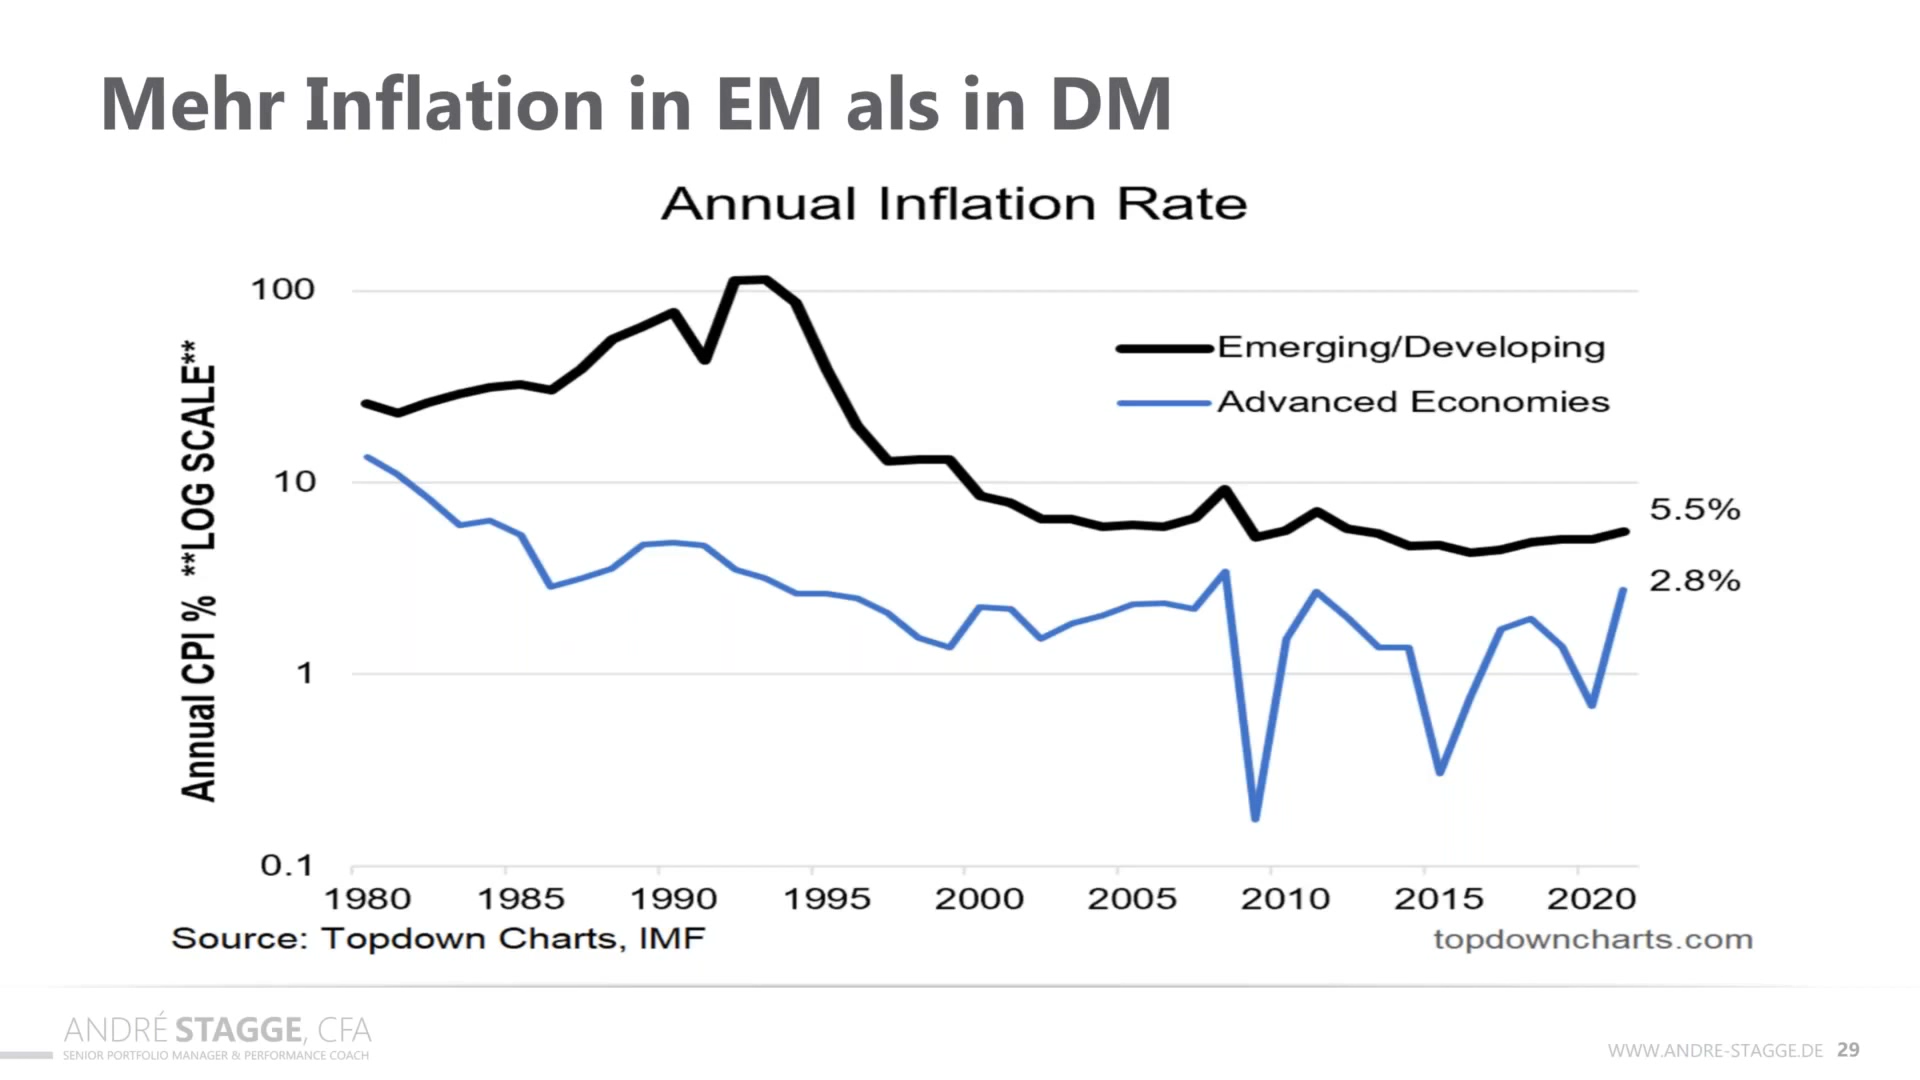 Mehr Inflation in EM als in DM
Annual Inflation Rate
Annual CPI % **LOG SCALE**
100
10
1
0.1
Emerging/Developing
Advanced Economies
5.5%
2.8%
1980 1985 1990 1995 2000 2005 2010 2015 2020
Source: Topdown Charts, IMF
topdowncharts.com
ANDRÉ STAGGE, CFA
SENIOR PORTFOLIO MANAGER & PERFORMANCE COACH
WWW.ANDRE-STAGGE.DE 29